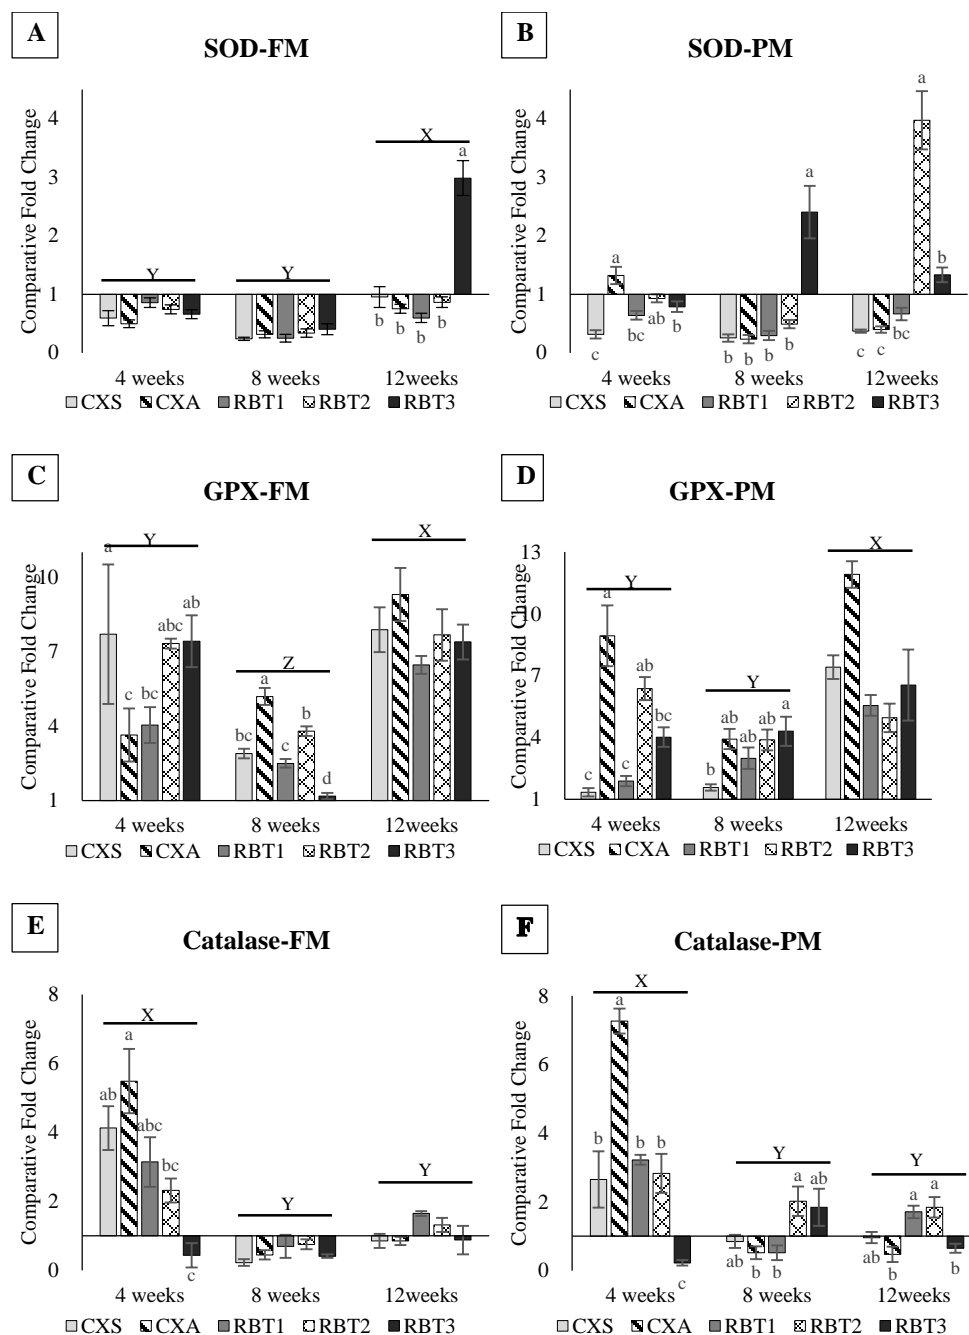 A
SOD-FM
Comparative Fold Change
4
3
2
1
0
Y
Y
X
a
b
b
b
b
4 weeks 8 weeks 12weeks
CXS CXA RBT1 RBT2 RBT3
B
SOD-PM
Comparative Fold Change
4
3
2
1
0
a
c
bc
ab
b
a
b
b
b
b
a
b
c
c
bc
4 weeks 8 weeks 12weeks
CXS CXA RBT1 RBT2 RBT3
C
GPX-FM
Comparative Fold Change
10
7
4
1
Y
a
c
bc
abc
ab
Z
bc
a
c
b
d
X
4 weeks 8 weeks 12weeks
CXS CXA RBT1 RBT2 RBT3
D
GPX-PM
Comparative Fold Change
13
10
7
4
1
Y
c
a
c
ab
bc
Y
b
ab
ab
ab
a
X
4 weeks 8 weeks 12weeks
CXS CXA RBT1 RBT2 RBT3
E
Catalase-FM
Comparative Fold Change
8
6
4
2
0
X
ab
a
abc
bc
c
Y
Y
4 weeks 8 weeks 12weeks
CXS CXA RBT1 RBT2 RBT3
F
Catalase-PM
Comparative Fold Change
8
6
4
2
0
X
b
a
b
b
c
Y
ab
b
b
a
ab
Y
ab
b
a
a
b
4 weeks 8 weeks 12weeks
CXS CXA RBT1 RBT2 RBT3